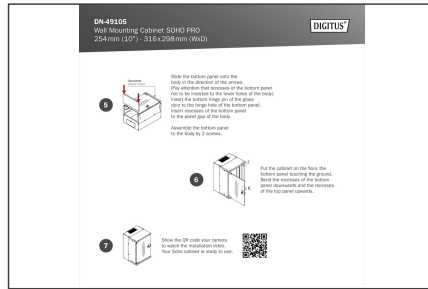 DN-49105
Wall Mounting Cabinet SOHO PRO
254 mm (10") - 316 x 298 mm (WxD)
DIGITUS®
5
Slide the bottom panel onto the
body in the direction of the arrows.
(Pay attention that recesses of the bottom panel
not to be inserted to the lower holes of the body).
Insert the bottom hinge pin of the glass
door to the hinge hole of the bottom panel.
Insert recesses of the bottom panel
to the panel gap of the body.
Assemble the bottom panel
to the body by 2 screws.
6
Put the cabinet on the floor, the
bottom panel touching the ground.
Bend the recesses of the bottom
panel downwards and the recesses
of the top panel upwards.
7
Show the QR code your camera
to watch the installation video.
Your Soho cabinet is ready to use.